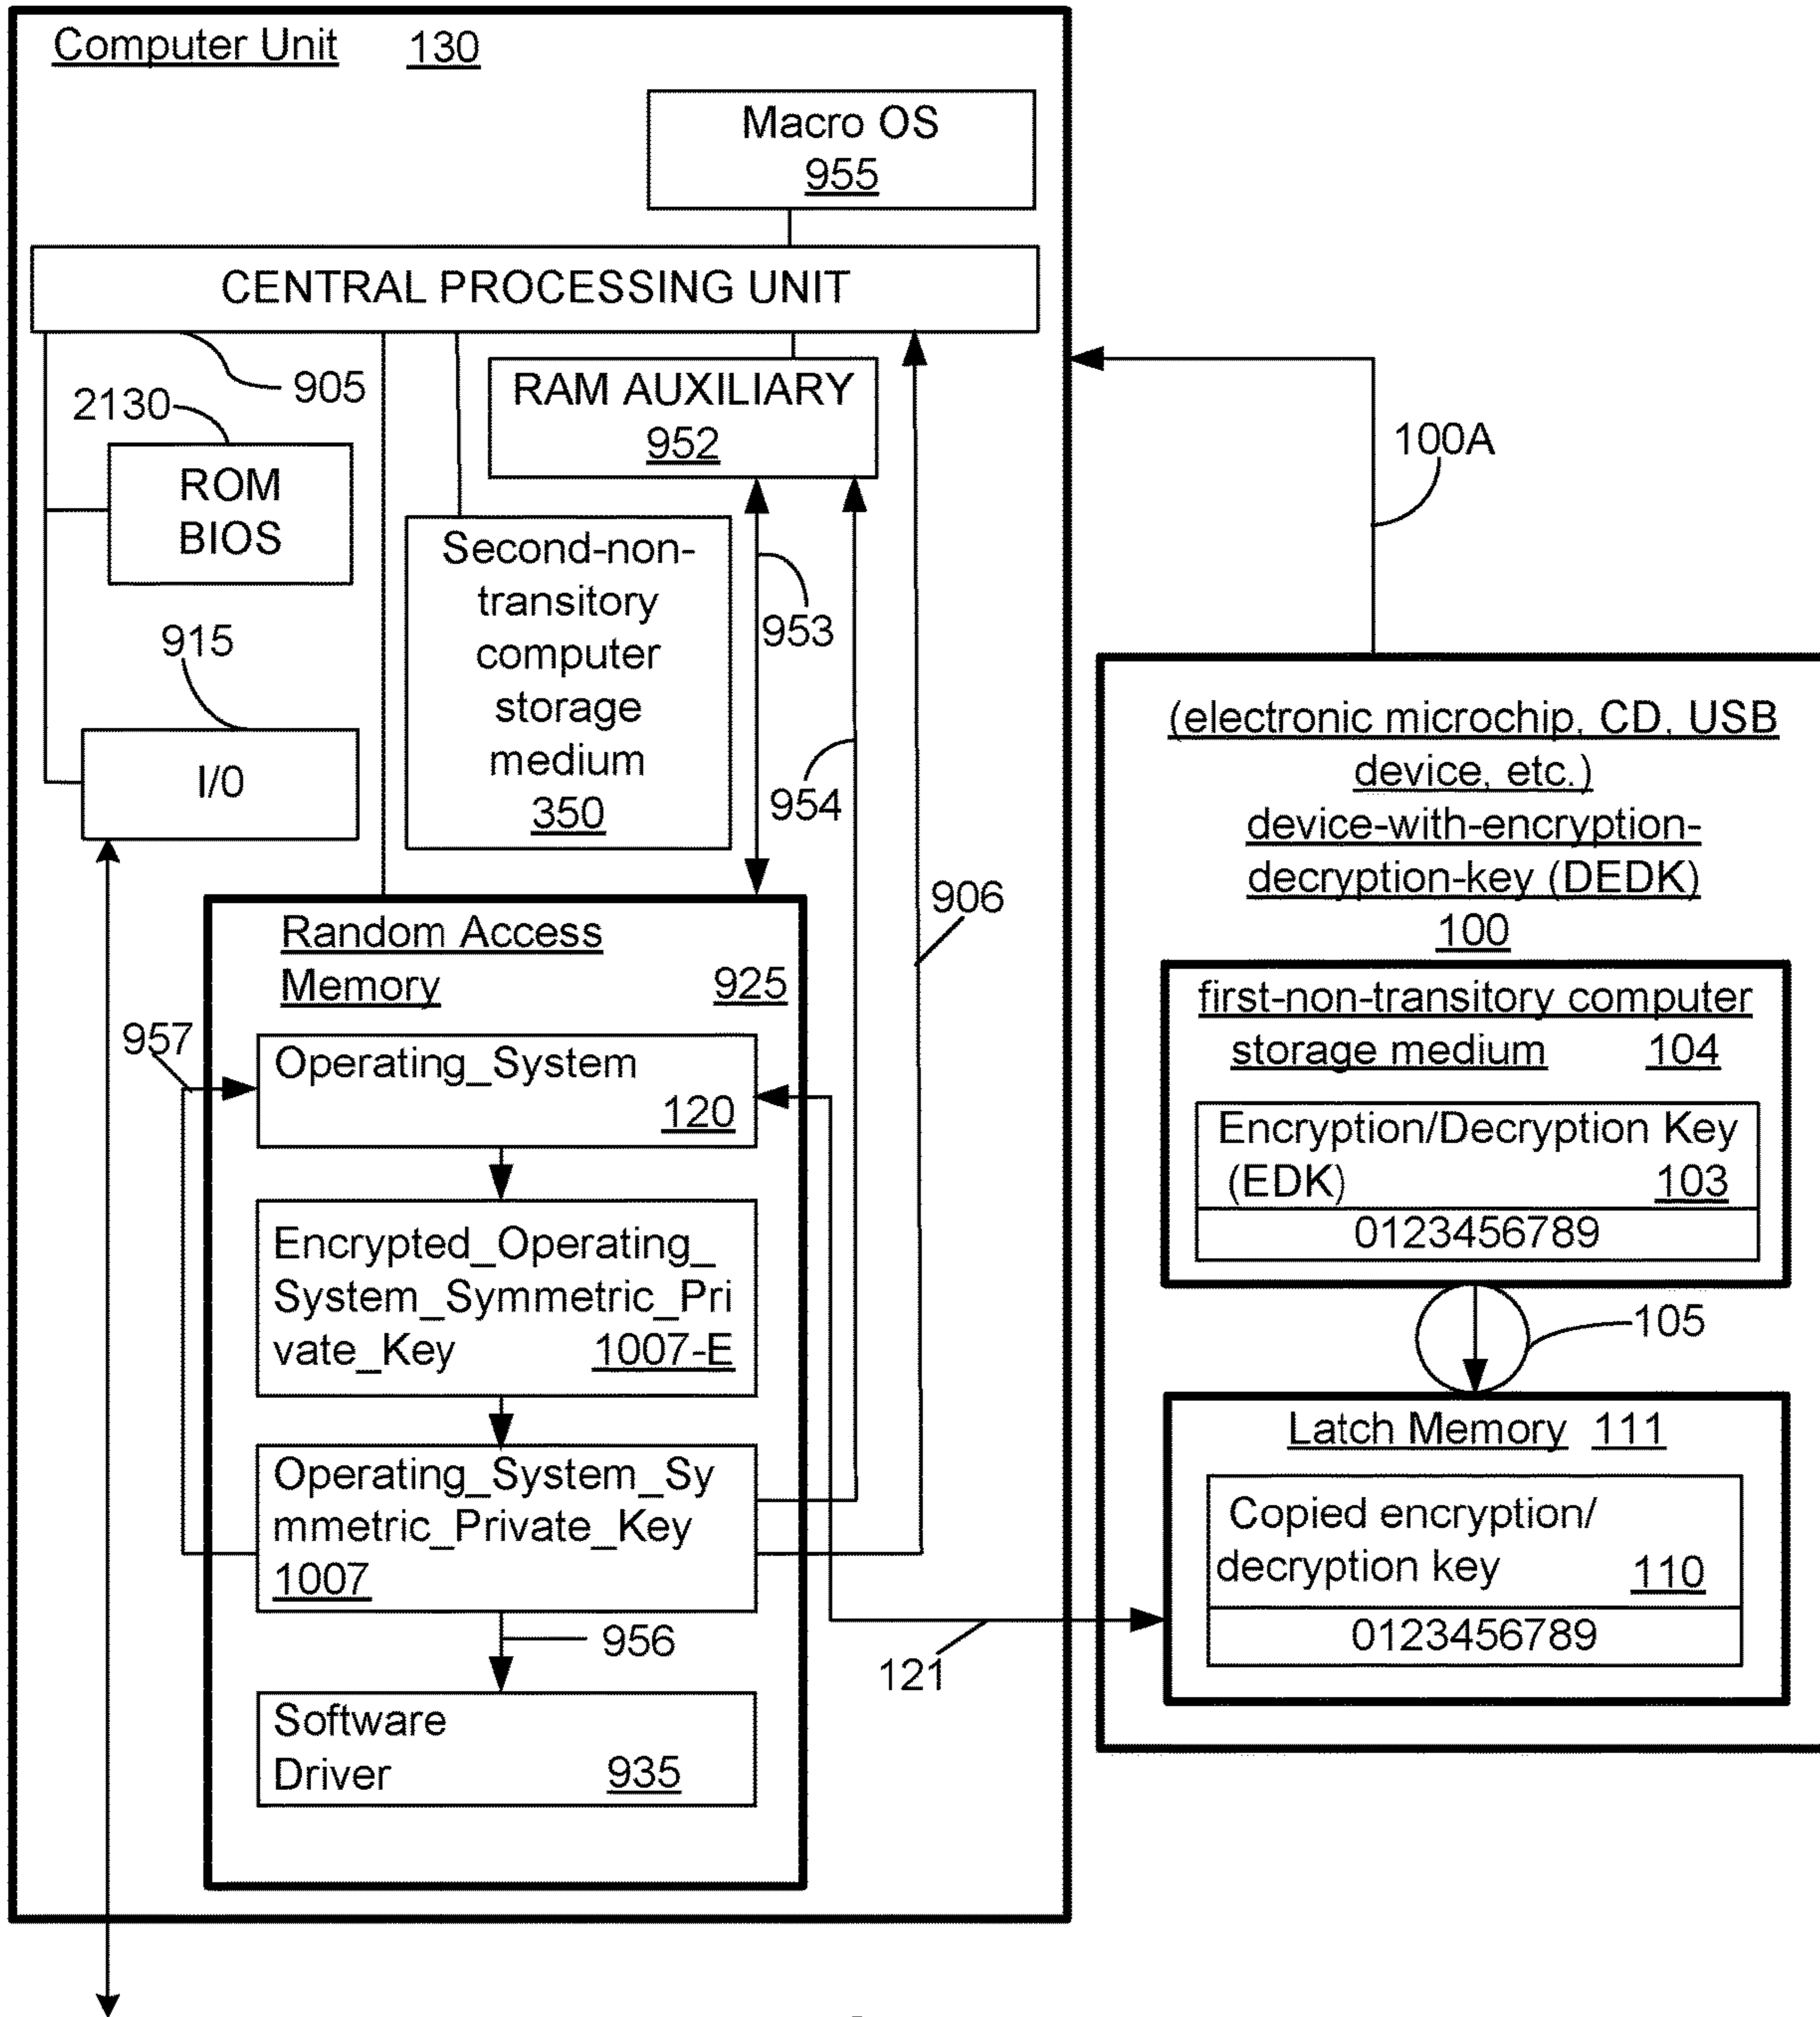 Computer Unit 130
Macro OS
955
CENTRAL PROCESSING UNIT
905
RAM AUXILIARY
952
2130
ROM
BIOS
Second-non-
transitory
computer
storage
medium
350
953
954
915
I/0
906
Random Access
Memory 925
957
Operating_System
120
Encrypted_Operating_
System_Symmetric_Pri
vate_Key 1007-E
Operating_System_Sy
mmetric_Private_Key
1007
956
Software
Driver 935
121
100A
(electronic microchip, CD, USB
device, etc.)
device-with-encryption-
decryption-key (DEDK)
100
first-non-transitory computer
storage medium 104
Encryption/Decryption Key
(EDK) 103
0123456789
105
Latch Memory 111
Copied encryption/
decryption key 110
0123456789